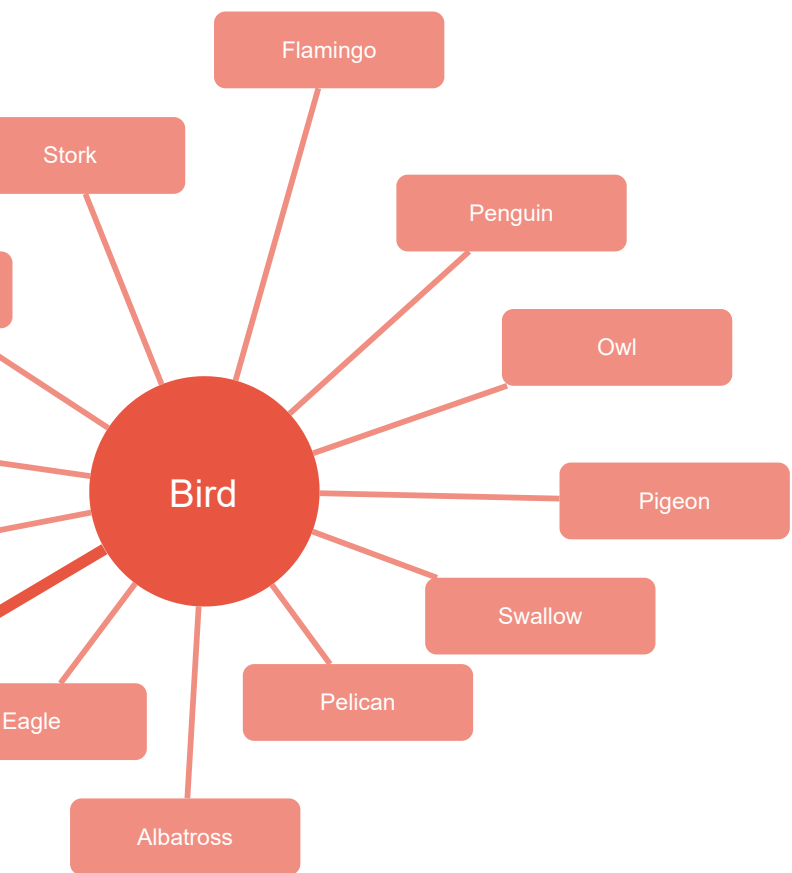 Flamingo
Stork
Penguin
Owl
Bird
Pigeon
Swallow
Pelican
Eagle
Albatross